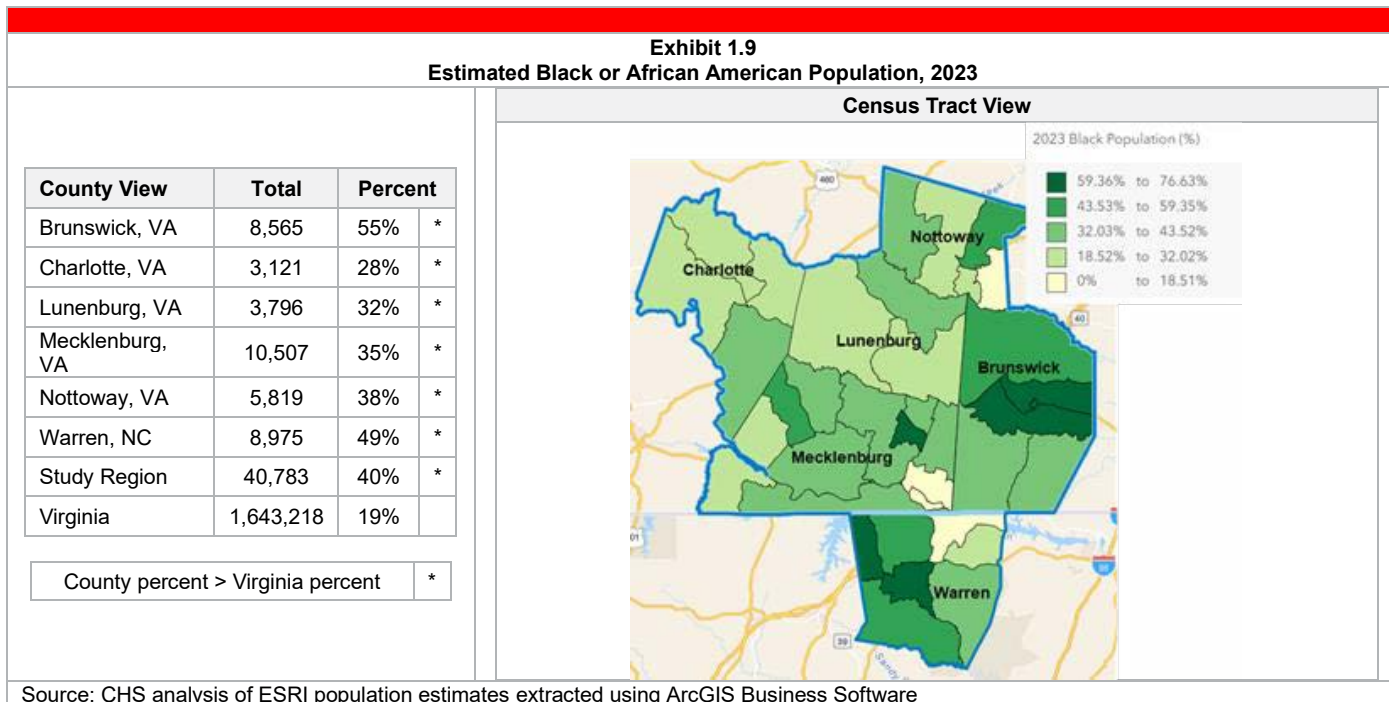 Exhibit 1.9
Estimated Black or African American Population, 2023
Census Tract View
County View Total Percent
Brunswick, VA 8,565 55% *
Charlotte, VA 3,121 28% *
Lunenburg, VA 3,796 32% *
Mecklenburg,
VA 10,507 35% *
Nottoway, VA 5,819 38% *
Warren, NC 8,975 49% *
Study Region 40,783 40% *
Virginia 1,643,218 19%
County percent > Virginia percent *
2023 Black Population (%)
59.36% to 76.63%
43.53% to 59.35%
32.03% to 43.52%
18.52% to 32.02%
0% to 18.51%
460
Nottoway
Charlotte
40
Lunenburg
Brunswick
Mecklenburg
01
Warren
39
Sandy
Source: CHS analysis of ESRI population estimates extracted using ArcGIS Business Software